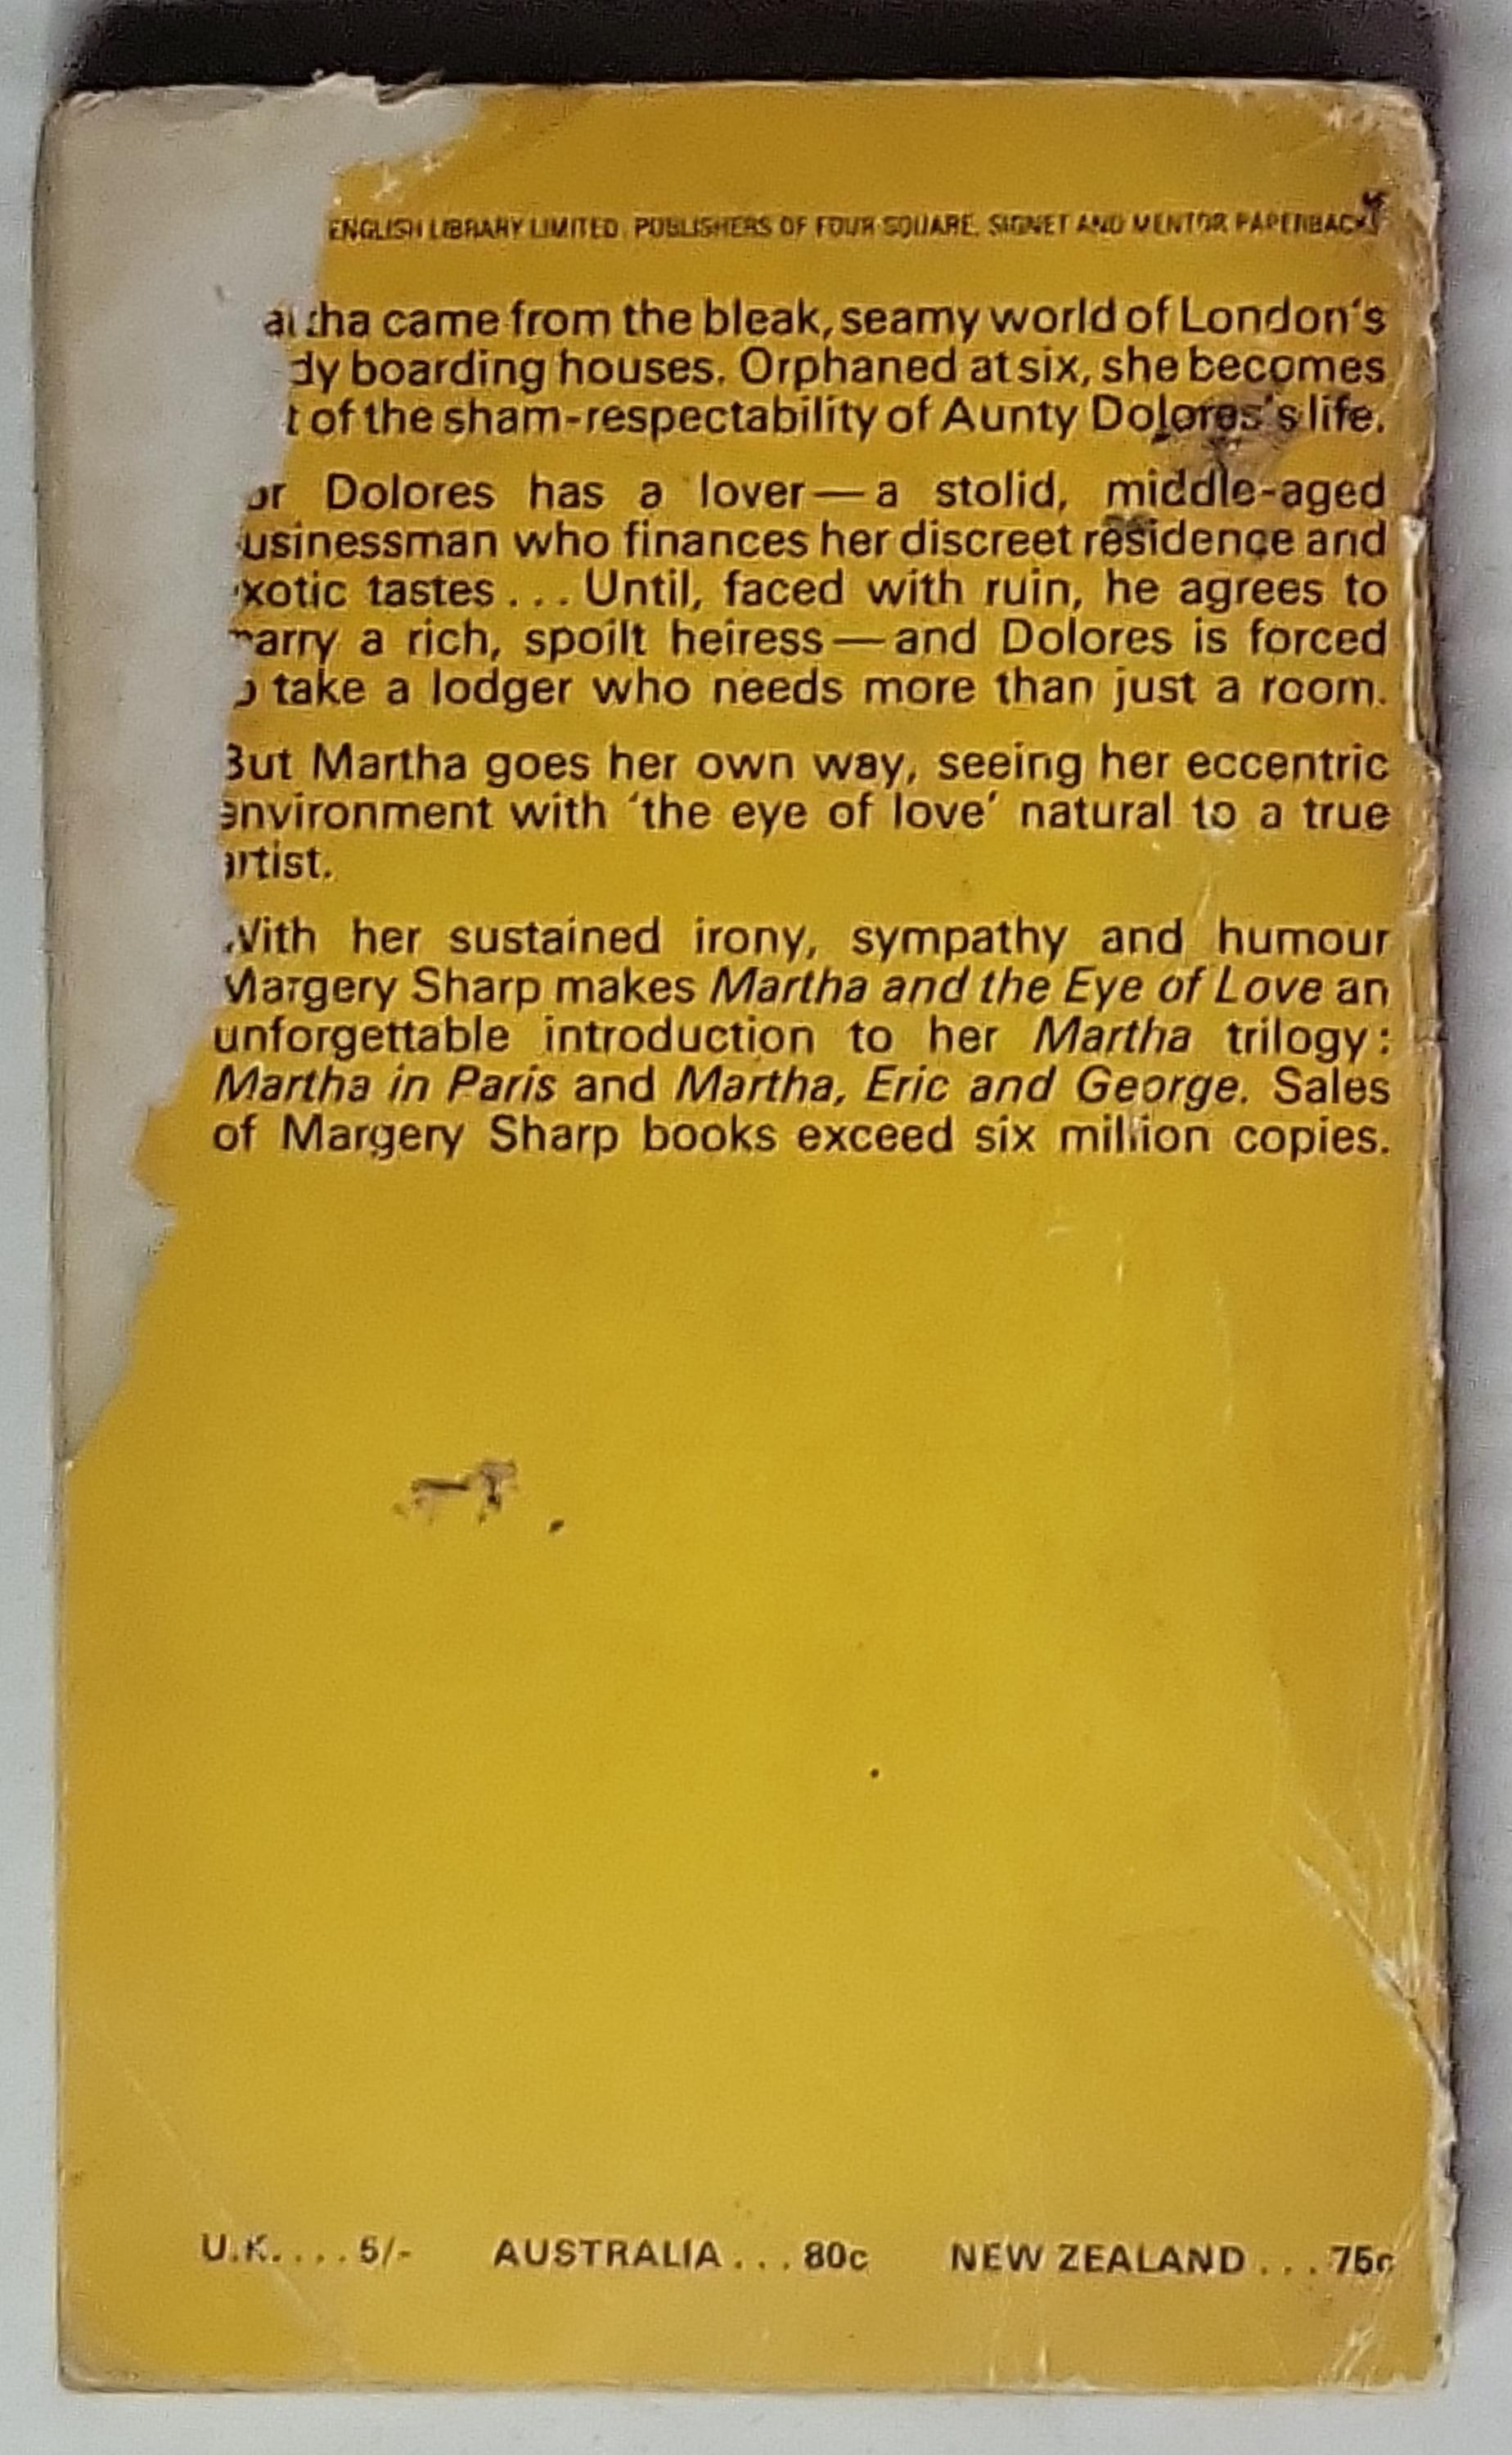 ENGLISH LIBRARY LIMITED. PUBLISHERS OF FOUR SQUARE, SIGNET AND MENTOR PAPERBACKS
came from the bleak, seamy world of London's
boarding houses. Orphaned at six, she becomes
of the sham-respectability of Aunty Dolores's life.
Dolores has a lover—a stolid, middle-aged
usinessman who finances her discreet residence and
xotic tastes... Until, faced with ruin, he agrees to
arry a rich, spoilt heiress—and Dolores is forced
take a lodger who needs more than just a room.
But Martha goes her own way, seeing her eccentric
environment with 'the eye of love' natural to a true
artist.
With her sustained irony, sympathy and humour
Margery Sharp makes Martha and the Eye of Love an
unforgettable introduction to her Martha trilogy:
Martha in Paris and Martha, Eric and George. Sales
of Margery Sharp books exceed six million copies.
U.K.... 5/- AUSTRALIA... 80c NEW ZEALAND... 75c